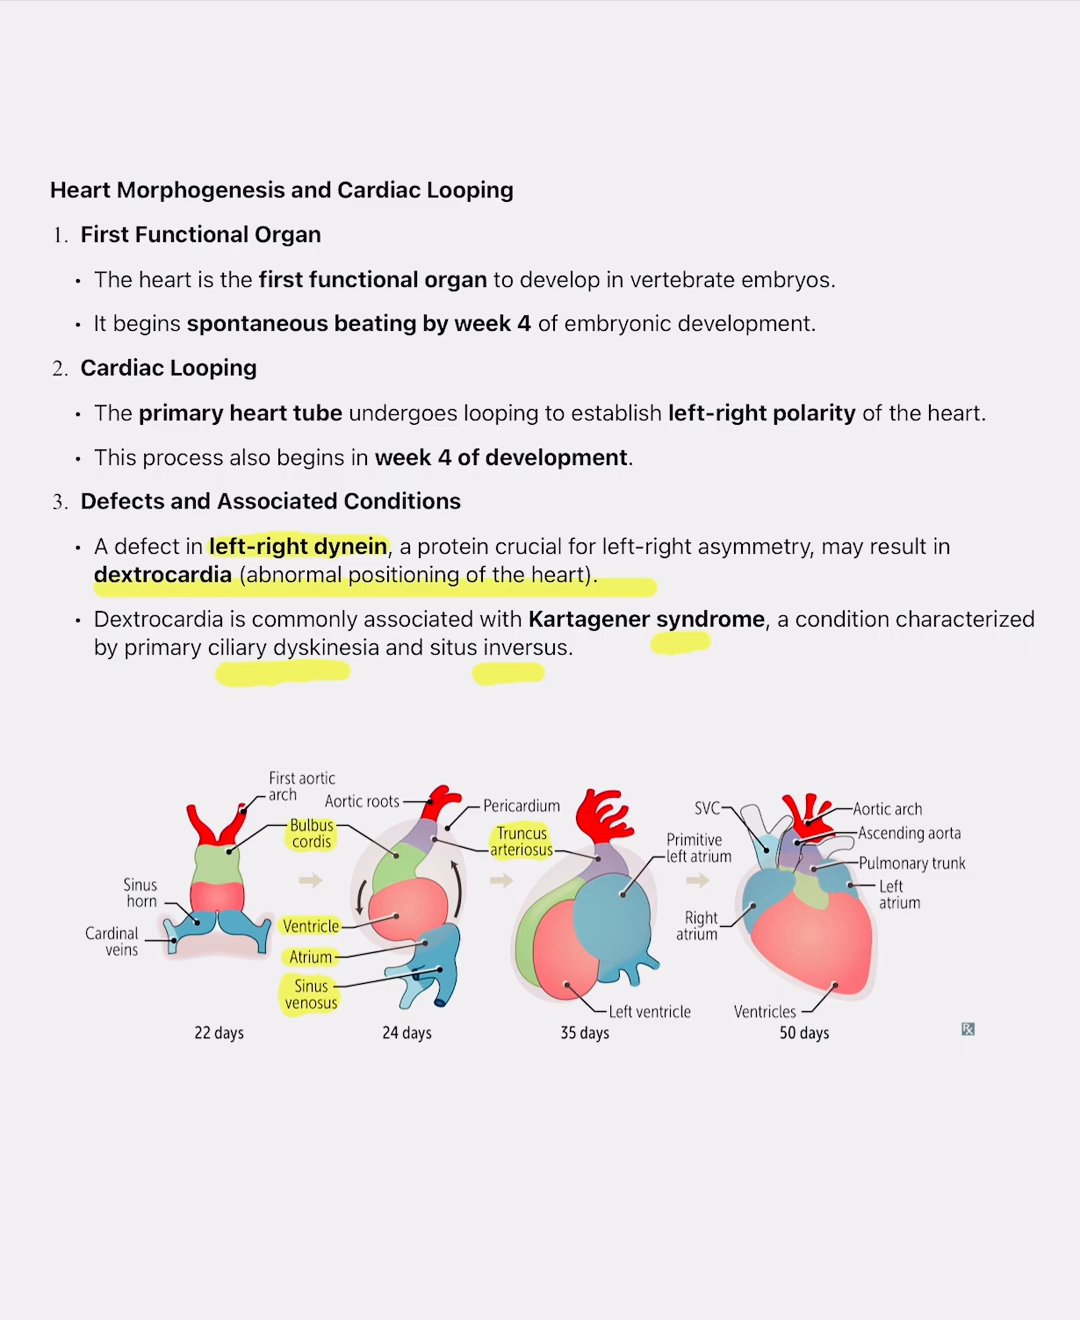 Heart Morphogenesis and Cardiac Looping
1. First Functional Organ
• The heart is the first functional organ to develop in vertebrate embryos.
• It begins spontaneous beating by week 4 of embryonic development.
2. Cardiac Looping
• The primary heart tube undergoes looping to establish left-right polarity of the heart.
• This process also begins in week 4 of development.
3. Defects and Associated Conditions
• A defect in left-right dynein, a protein crucial for left-right asymmetry, may result in
dextrocardia (abnormal positioning of the heart).
• Dextrocardia is commonly associated with Kartagener syndrome, a condition characterized
by primary ciliary dyskinesia and situs inversus.
First aortic
arch
Bulbus
cordis
Sinus
horn
Cardinal
veins
22 days
Aortic roots
Pericardium
Truncus
arteriosus
Ventricle
Atrium
Sinus
venosus
24 days
Primitive
left atrium
Left ventricle
35 days
SVC
Aortic arch
Ascending aorta
Pulmonary trunk
Left
atrium
Right
atrium
Ventricles
50 days
Rx